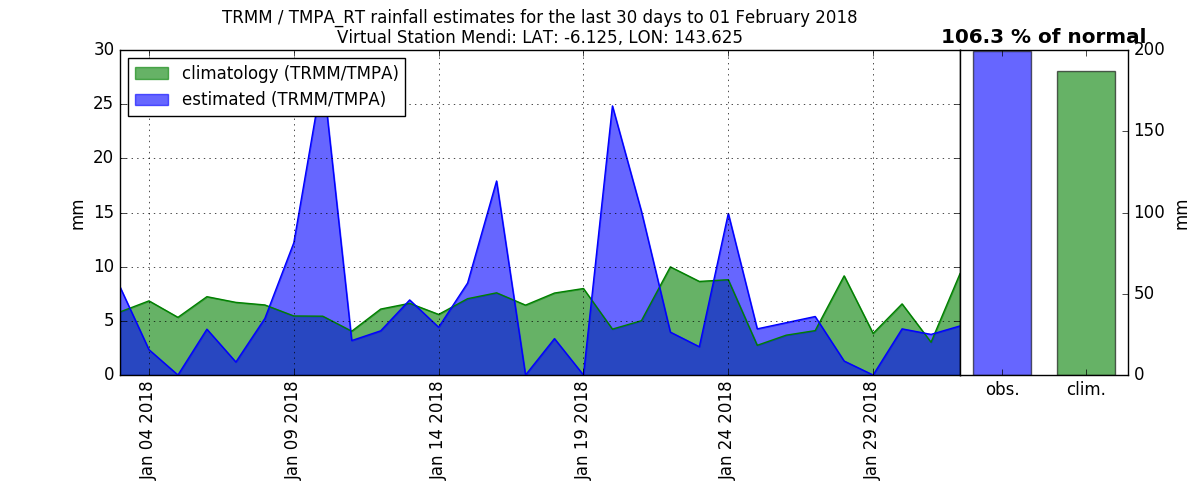 TRMM / TMPA_RT rainfall estimates for the last 30 days to 01 February 2018
Virtual Station Mendi: LAT: -6.125, LON: 143.625
106.3 % of normal
climatology (TRMM/TMPA)
estimated (TRMM/TMPA)
30
25
20
15
10
5
0
mm
200
150
100
50
0
mm
Jan 04 2018
Jan 09 2018
Jan 14 2018
Jan 19 2018
Jan 24 2018
Jan 29 2018
obs.
clim.